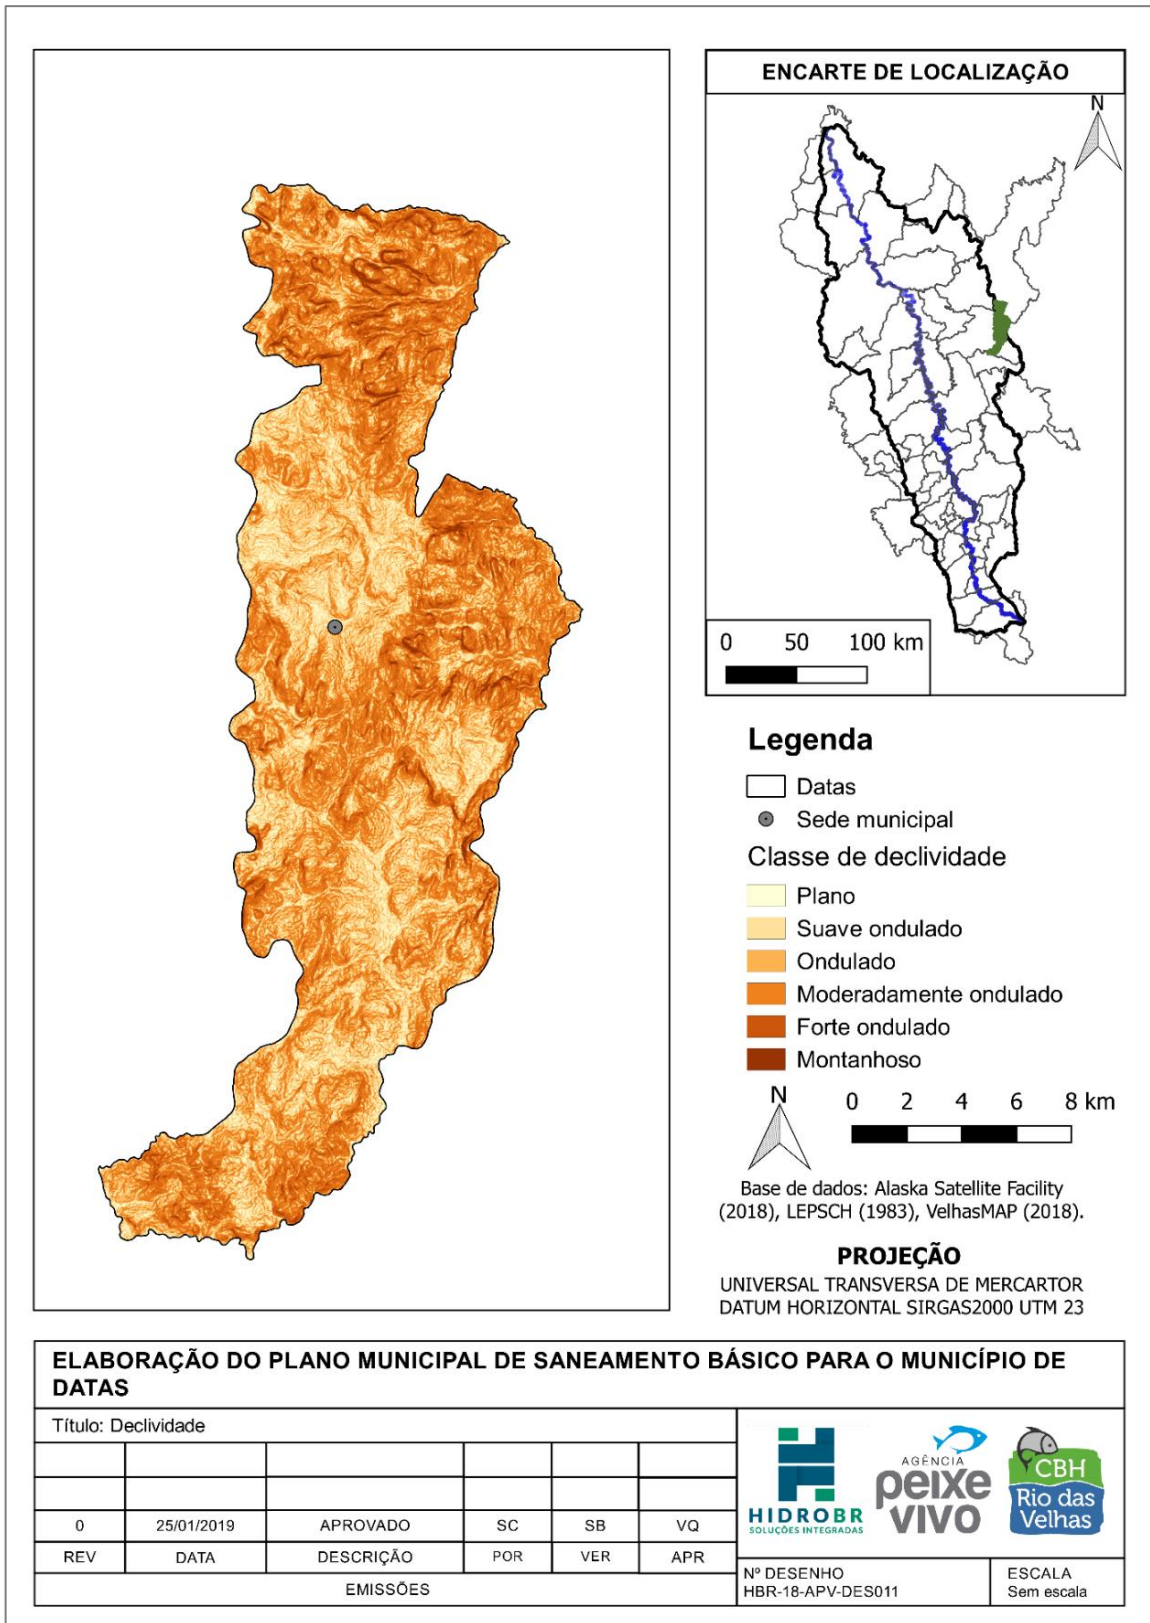 ENCARTE DE LOCALIZAÇÃO
N
0 50 100 km
Legenda
Datas
Sede municipal
Classe de declividade
Plano
Suave ondulado
Ondulado
Moderadamente ondulado
Forte ondulado
Montanhoso
N
0 2 4 6 8 km
Base de dados: Alaska Satellite Facility
(2018), LEPSCH (1983), VelhasMAP (2018).
PROJEÇÃO
UNIVERSAL TRANSVERSA DE MERCARTOR
DATUM HORIZONTAL SIRGAS2000 UTM 23
ELABORAÇÃO DO PLANO MUNICIPAL DE SANEAMENTO BÁSICO PARA O MUNICÍPIO DE
DATAS
Título: Declividade
0 25/01/2019 APROVADO SC SB VQ
REV DATA DESCRIÇÃO POR VER APR
EMISSÕES
HIDROBR
SOLUÇÕES INTEGRADAS
AGÊNCIA
peixe
vivo
CBH
Rio das
Velhas
Nº DESENHO
HBR-18-APV-DES011
ESCALA
Sem escala